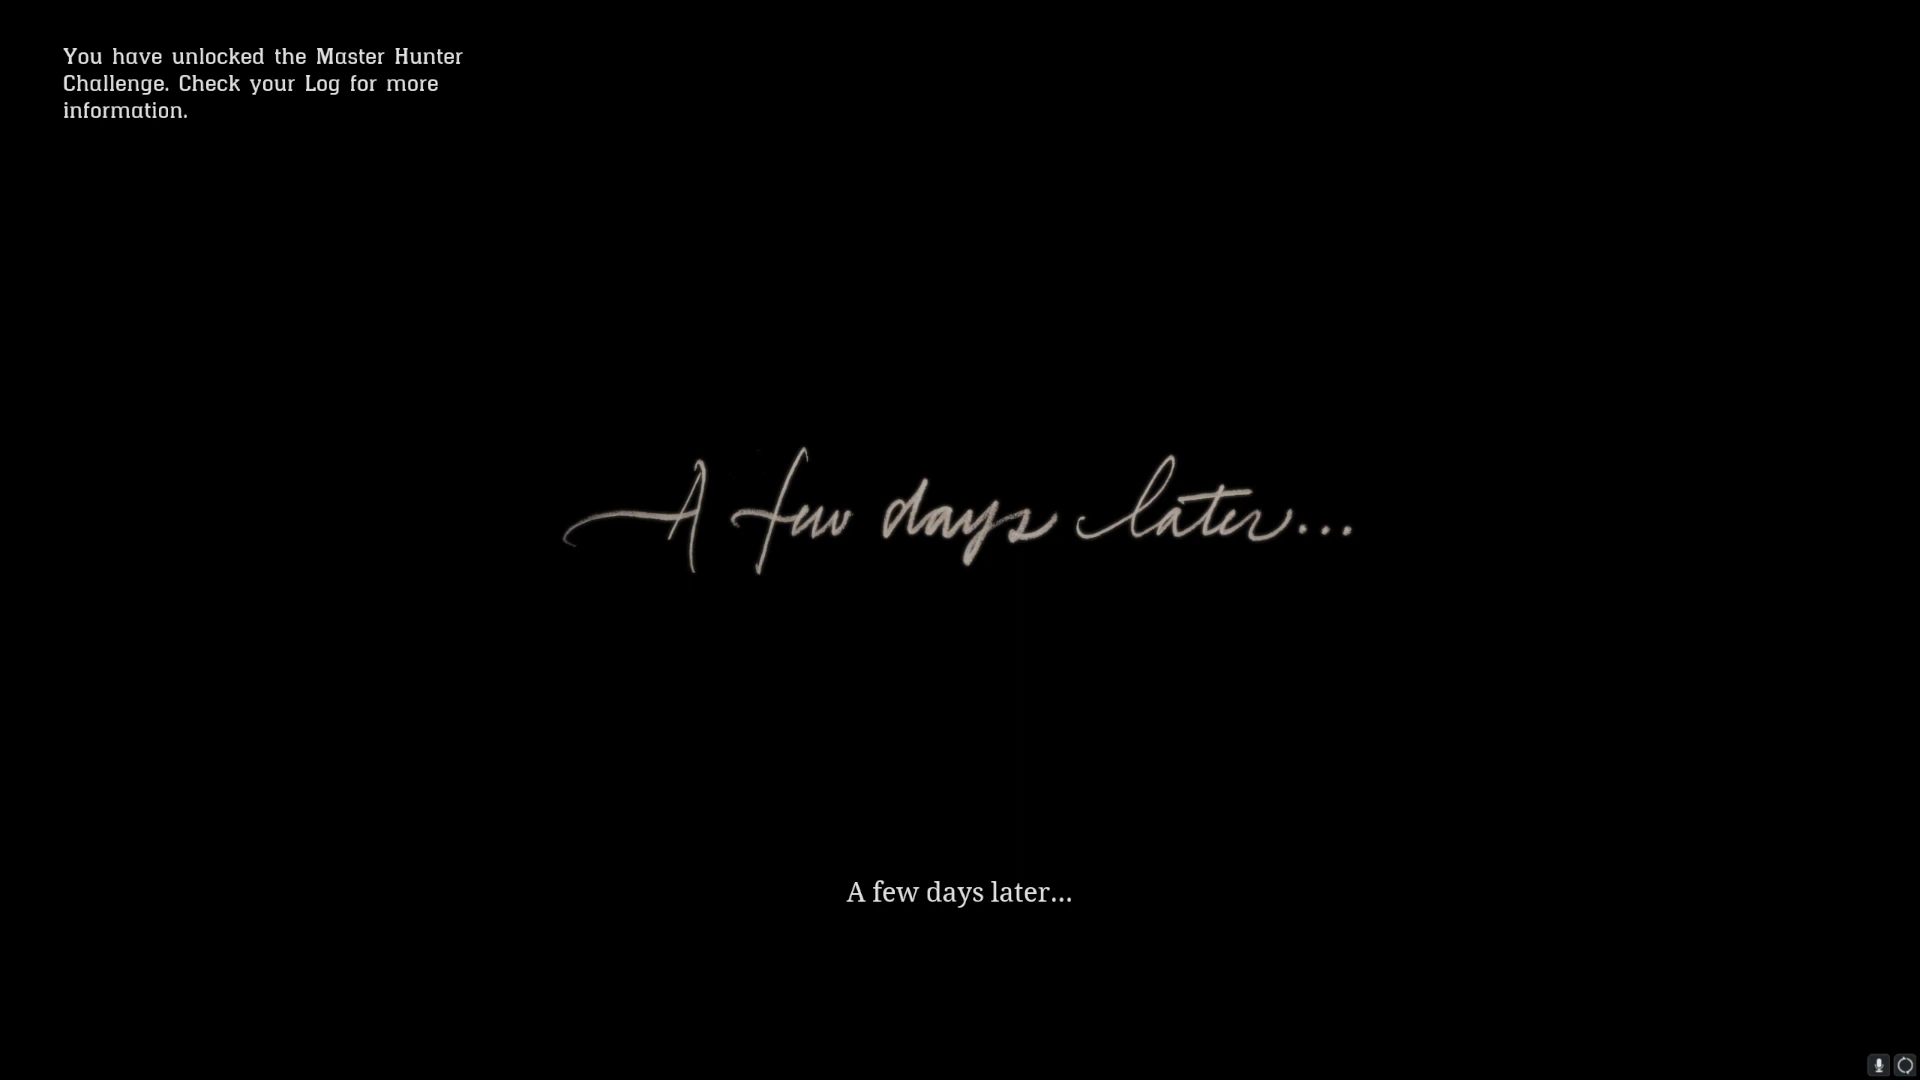 You have unlocked the Master Hunter
Challenge. Check your Log for more
information.
A few days later...
A few days later...